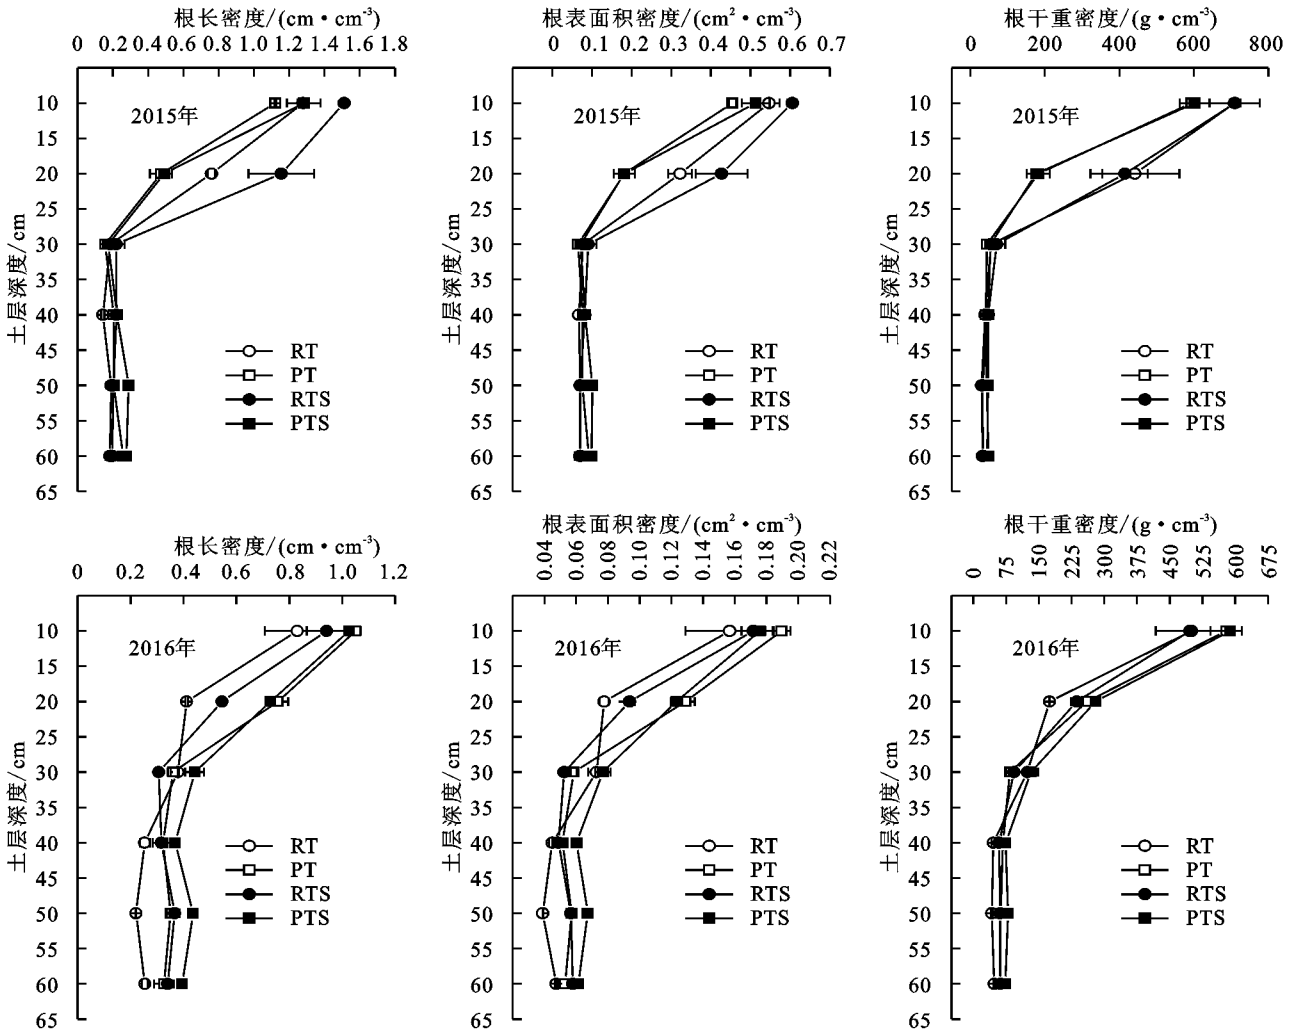 根长密度/(cm·cm⁻³)
0 0.2 0.4 0.6 0.8 1.0 1.2 1.4 1.6 1.8
10
2015年
15
20
25
30
35
40
45
50
55
60
65
土层深度/cm
RT
PT
RTS
PTS
根表面积密度/(cm²·cm⁻³)
0 0.1 0.2 0.3 0.4 0.5 0.6 0.7
10
2015年
15
20
25
30
35
40
45
50
55
60
65
土层深度/cm
RT
PT
RTS
PTS
根干重密度/(g·cm⁻³)
0 200 400 600 800
10
2015年
15
20
25
30
35
40
45
50
55
60
65
土层深度/cm
RT
PT
RTS
PTS
根长密度/(cm·cm⁻³)
0 0.2 0.4 0.6 0.8 1.0 1.2
10
2016年
15
20
25
30
35
40
45
50
55
60
65
土层深度/cm
RT
PT
RTS
PTS
根表面积密度/(cm²·cm⁻³)
0.04 0.06 0.08 0.10 0.12 0.14 0.16 0.18 0.20 0.22
10
2016年
15
20
25
30
35
40
45
50
55
60
65
土层深度/cm
RT
PT
RTS
PTS
根干重密度/(g·cm⁻³)
0 75 150 225 300 375 450 525 600 675
10
2016年
15
20
25
30
35
40
45
50
55
60
65
土层深度/cm
RT
PT
RTS
PTS